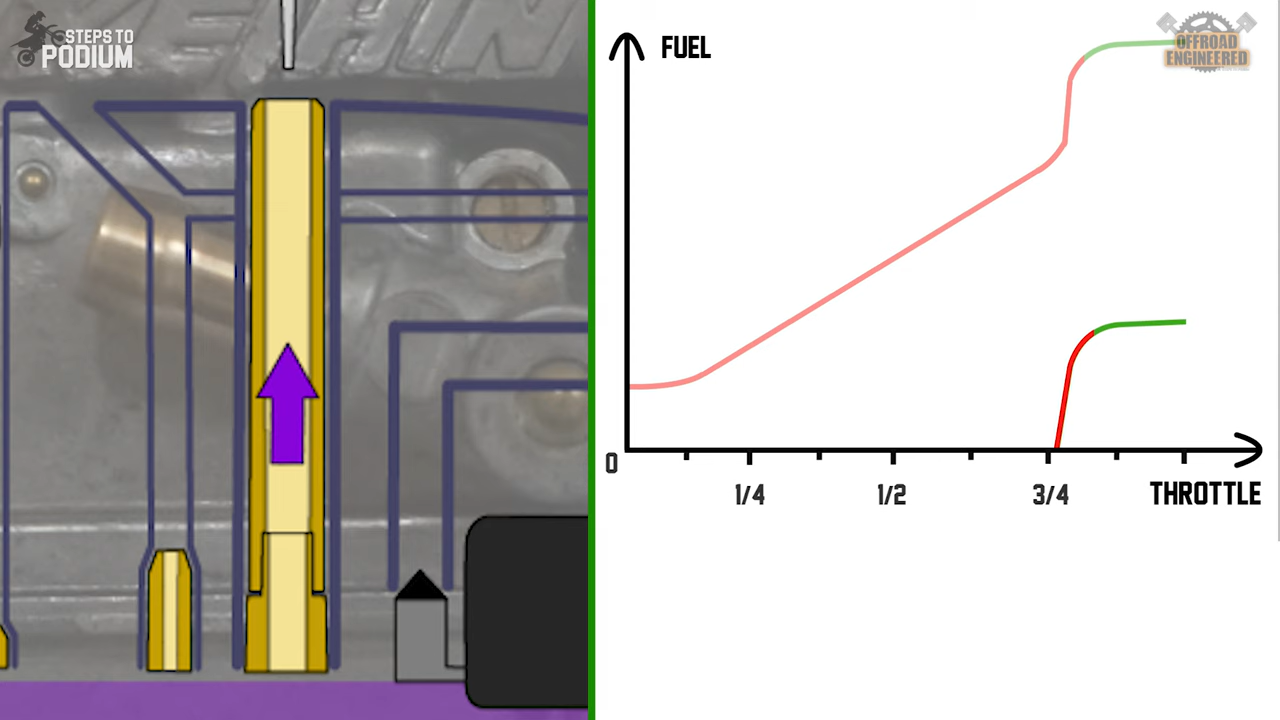 STEPS TO
PODIUM
FUEL
OFFROAD
ENGINEERED
0
1/4
1/2
3/4
THROTTLE